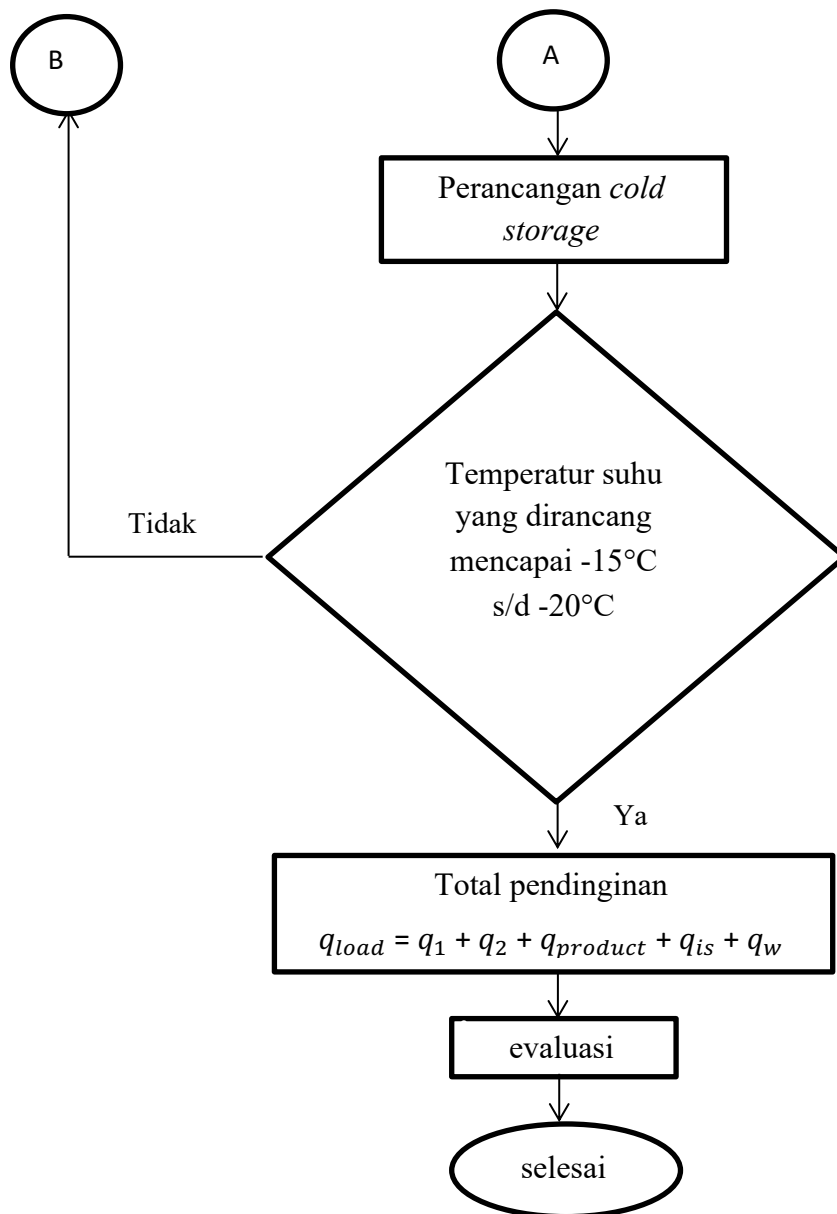 B
A
Perancangan cold
storage
Temperatur suhu
yang dirancang
mencapai -15°C
s/d -20°C
Tidak
Ya
Total pendinginan
q_load = q_1 + q_2 + q_product + q_is + q_w
evaluasi
selesai